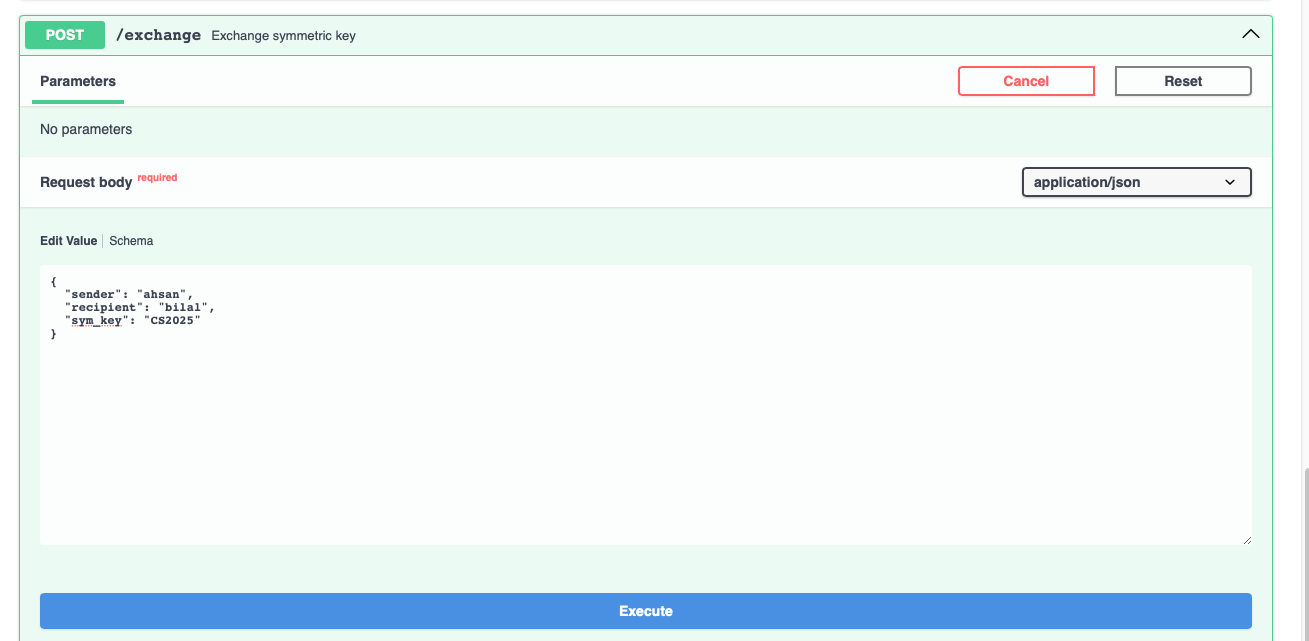 POST /exchange Exchange symmetric key
Parameters Cancel Reset
No parameters
Request body required application/json
Edit Value Schema
{
  "sender": "ahsan",
  "recipient": "bilal",
  "sym_key": "CS2025"
}
Execute